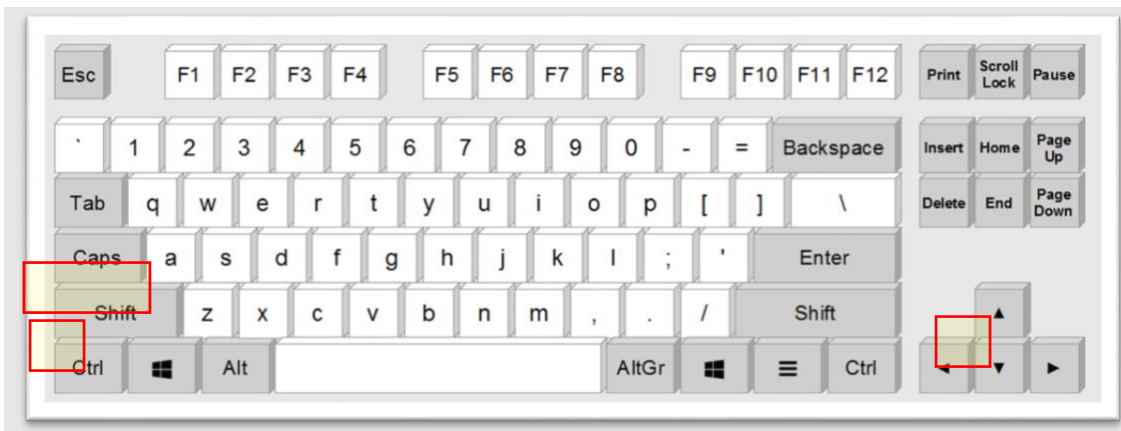 Esc F1 F2 F3 F4 F5 F6 F7 F8 F9 F10 F11 F12 Print Scroll Lock Pause
` 1 2 3 4 5 6 7 8 9 0 - = Backspace Insert Home Page Up
Tab q w e r t y u i o p [ ] \ Delete End Page Down
Caps a s d f g h j k l ; ' Enter
Shift z x c v b n m , . / Shift ▲
Ctrl Alt AltGr ≡ Ctrl ◄ ▼ ►